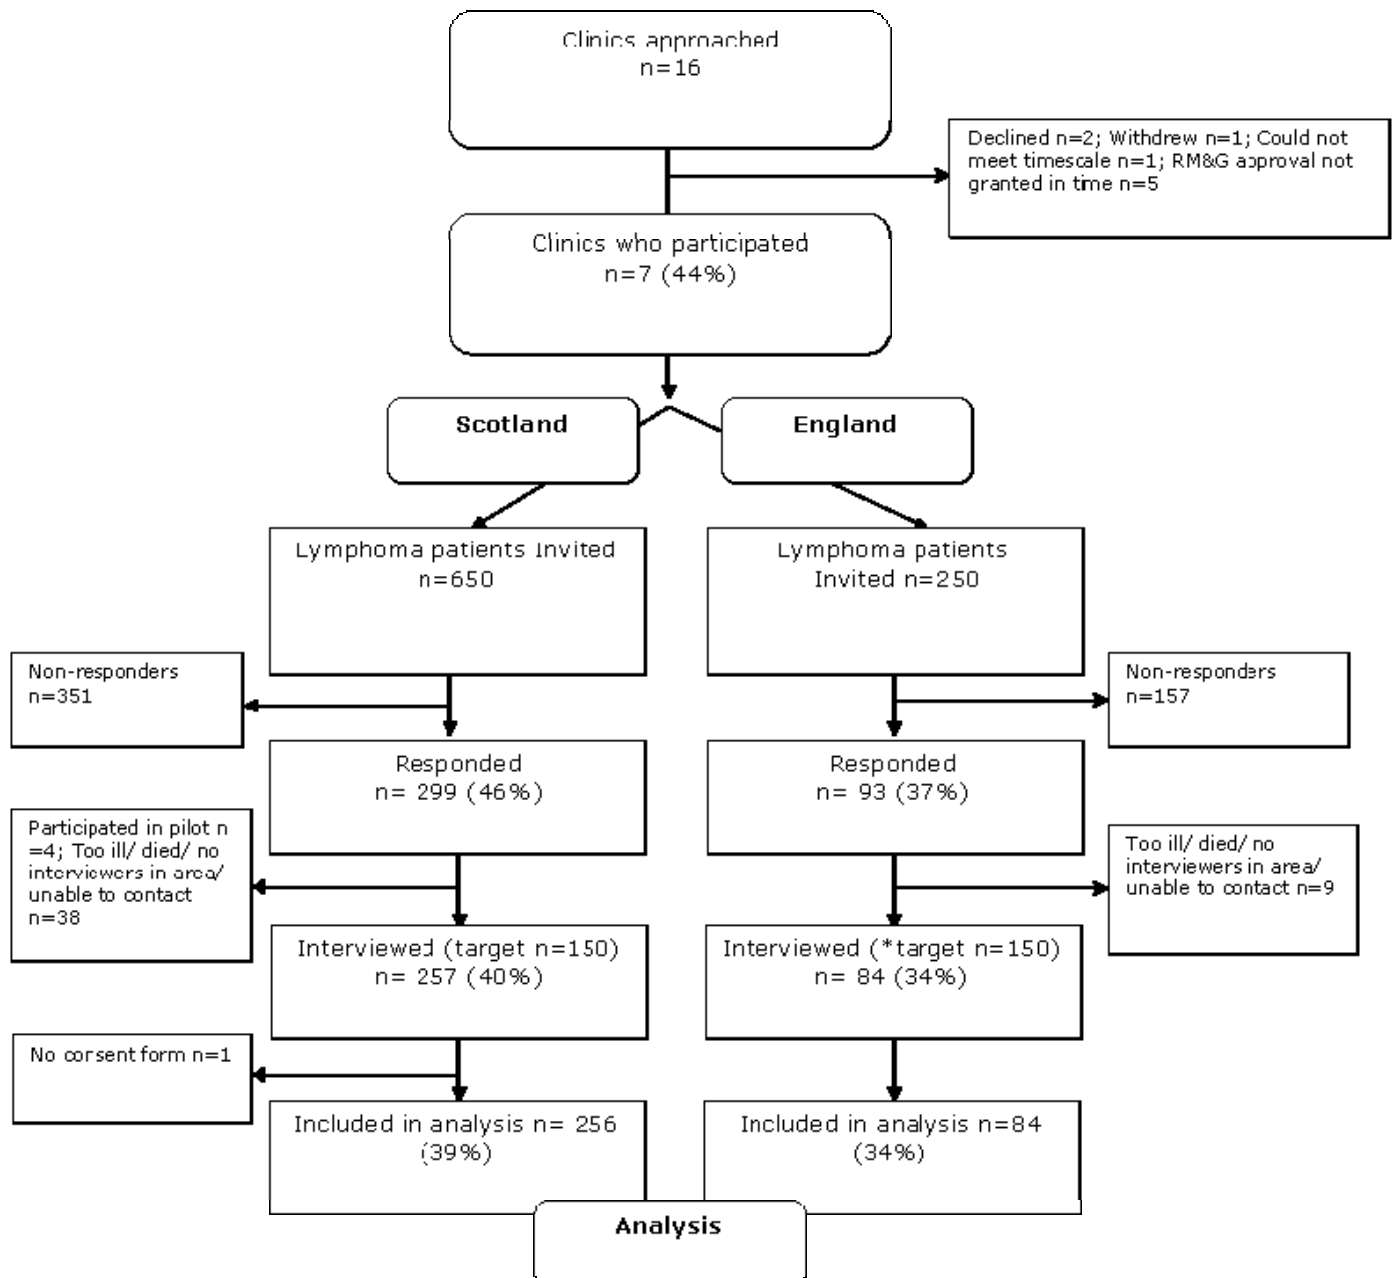 Clinics approached
n=16
Declined n=2; Withdrew n=1; Could not
meet timescale n=1; RM&G approval not
granted in time n=5
Clinics who participated
n=7 (44%)
Scotland
England
Lymphoma patients Invited
n=650
Lymphoma patients
Invited n=250
Non-responders
n=351
Non-responders
n=157
Responded
n= 299 (46%)
Responded
n= 93 (37%)
Participated in pilot n
=4; Too ill/ died/ no
interviewers in area/
unable to contact
n=38
Too ill/ died/ no
interviewers in area/
unable to contact n=9
Interviewed (target n=150)
n= 257 (40%)
Interviewed (*target n=150)
n= 84 (34%)
No consent form n=1
Included in analysis n= 256
(39%)
Included in analysis n=84
(34%)
Analysis